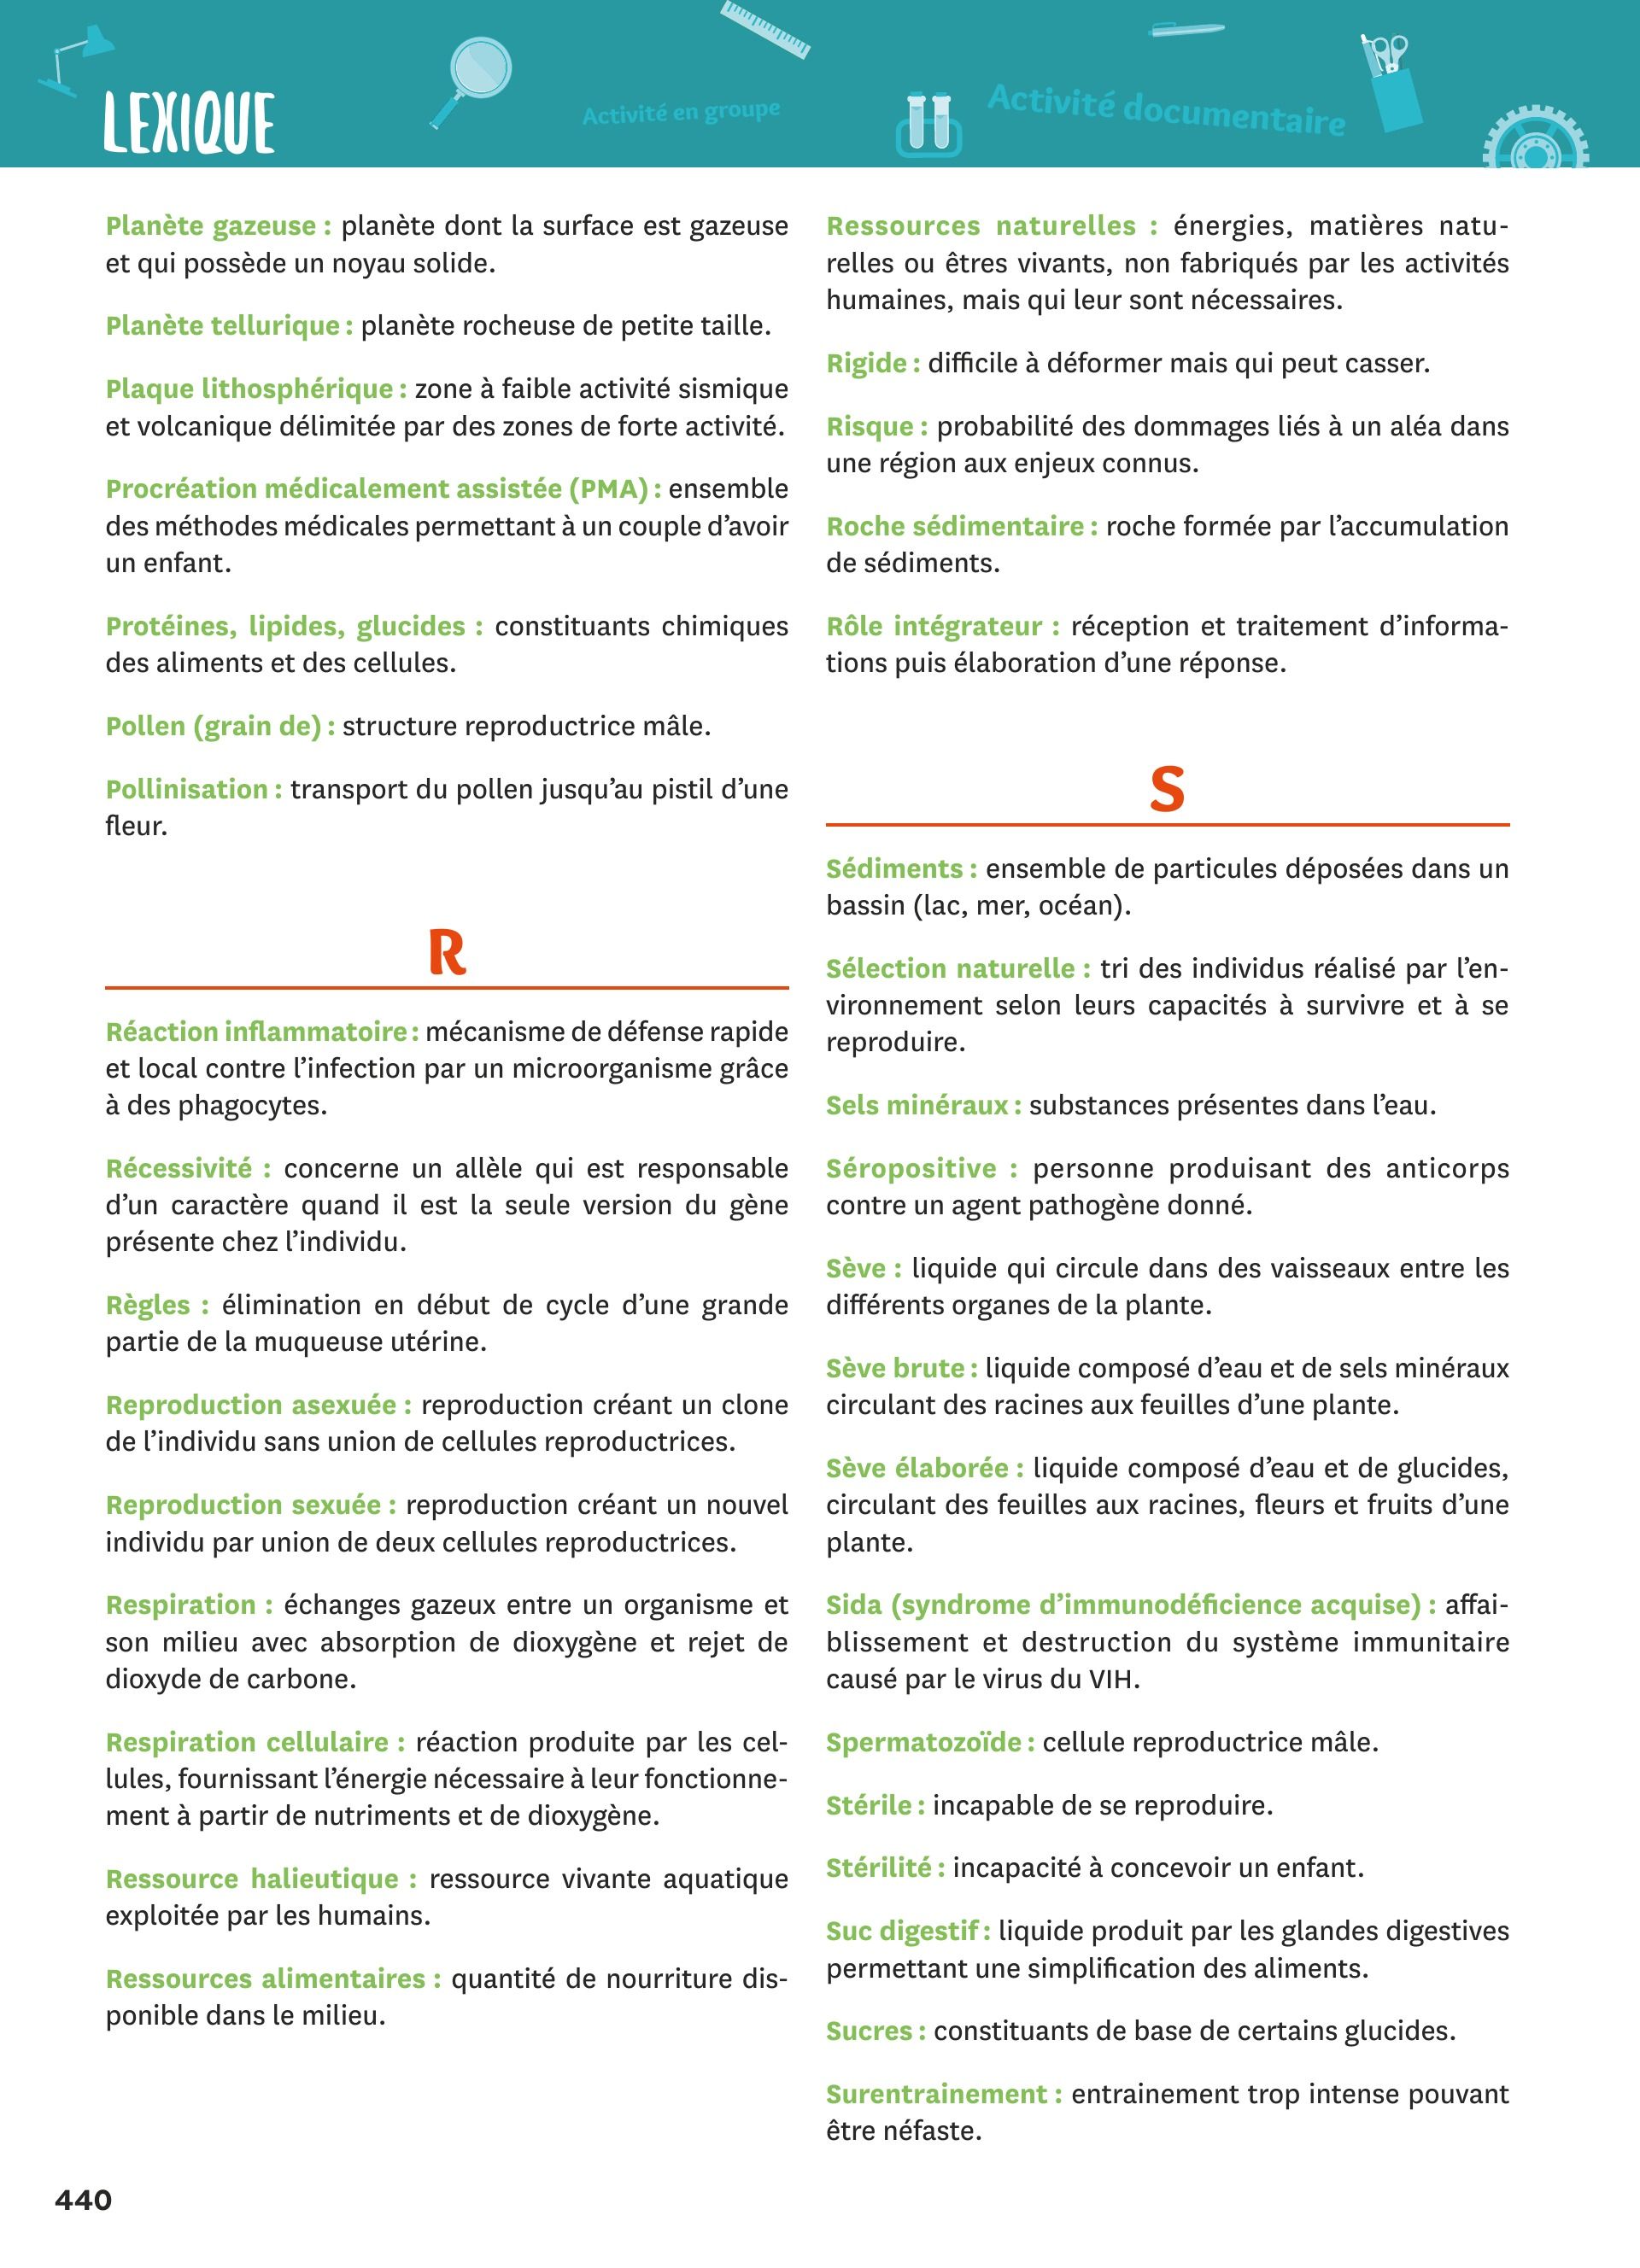 LEXIQUE
Activité en groupe
Activité documentaire
Planète gazeuse : planète dont la surface est gazeuse
et qui possède un noyau solide.
Planète tellurique : planète rocheuse de petite taille.
Plaque lithosphérique : zone à faible activité sismique
et volcanique délimitée par des zones de forte activité.
Procréation médicalement assistée (PMA) : ensemble
des méthodes médicales permettant à un couple d’avoir
un enfant.
Protéines, lipides, glucides : constituants chimiques
des aliments et des cellules.
Pollen (grain de) : structure reproductrice mâle.
Pollinisation : transport du pollen jusqu’au pistil d’une
fleur.
R
Réaction inflammatoire : mécanisme de défense rapide
et local contre l’infection par un microorganisme grâce
à des phagocytes.
Récessivité : concerne un allèle qui est responsable
d’un caractère quand il est la seule version du gène
présente chez l’individu.
Règles : élimination en début de cycle d’une grande
partie de la muqueuse utérine.
Reproduction asexuée : reproduction créant un clone
de l’individu sans union de cellules reproductrices.
Reproduction sexuée : reproduction créant un nouvel
individu par union de deux cellules reproductrices.
Respiration : échanges gazeux entre un organisme et
son milieu avec absorption de dioxygène et rejet de
dioxyde de carbone.
Respiration cellulaire : réaction produite par les cel-
lules, fournissant l’énergie nécessaire à leur fonctionne-
ment à partir de nutriments et de dioxygène.
Ressource halieutique : ressource vivante aquatique
exploitée par les humains.
Ressources alimentaires : quantité de nourriture dis-
ponible dans le milieu.
Ressources naturelles : énergies, matières natu-
relles ou êtres vivants, non fabriqués par les activités
humaines, mais qui leur sont nécessaires.
Rigide : difficile à déformer mais qui peut casser.
Risque : probabilité des dommages liés à un aléa dans
une région aux enjeux connus.
Roche sédimentaire : roche formée par l’accumulation
de sédiments.
Rôle intégrateur : réception et traitement d’informa-
tions puis élaboration d’une réponse.
S
Sédiments : ensemble de particules déposées dans un
bassin (lac, mer, océan).
Sélection naturelle : tri des individus réalisé par l’en-
vironnement selon leurs capacités à survivre et à se
reproduire.
Sels minéraux : substances présentes dans l’eau.
Séropositive : personne produisant des anticorps
contre un agent pathogène donné.
Sève : liquide qui circule dans des vaisseaux entre les
différents organes de la plante.
Sève brute : liquide composé d’eau et de sels minéraux
circulant des racines aux feuilles d’une plante.
Sève élaborée : liquide composé d’eau et de glucides,
circulant des feuilles aux racines, fleurs et fruits d’une
plante.
Sida (syndrome d’immunodéficience acquise) : affai-
blissement et destruction du système immunitaire
causé par le virus du VIH.
Spermatozoïde : cellule reproductrice mâle.
Stérile : incapable de se reproduire.
Stérilité : incapacité à concevoir un enfant.
Suc digestif : liquide produit par les glandes digestives
permettant une simplification des aliments.
Sucres : constituants de base de certains glucides.
Surentrainement : entrainement trop intense pouvant
être néfaste.
440